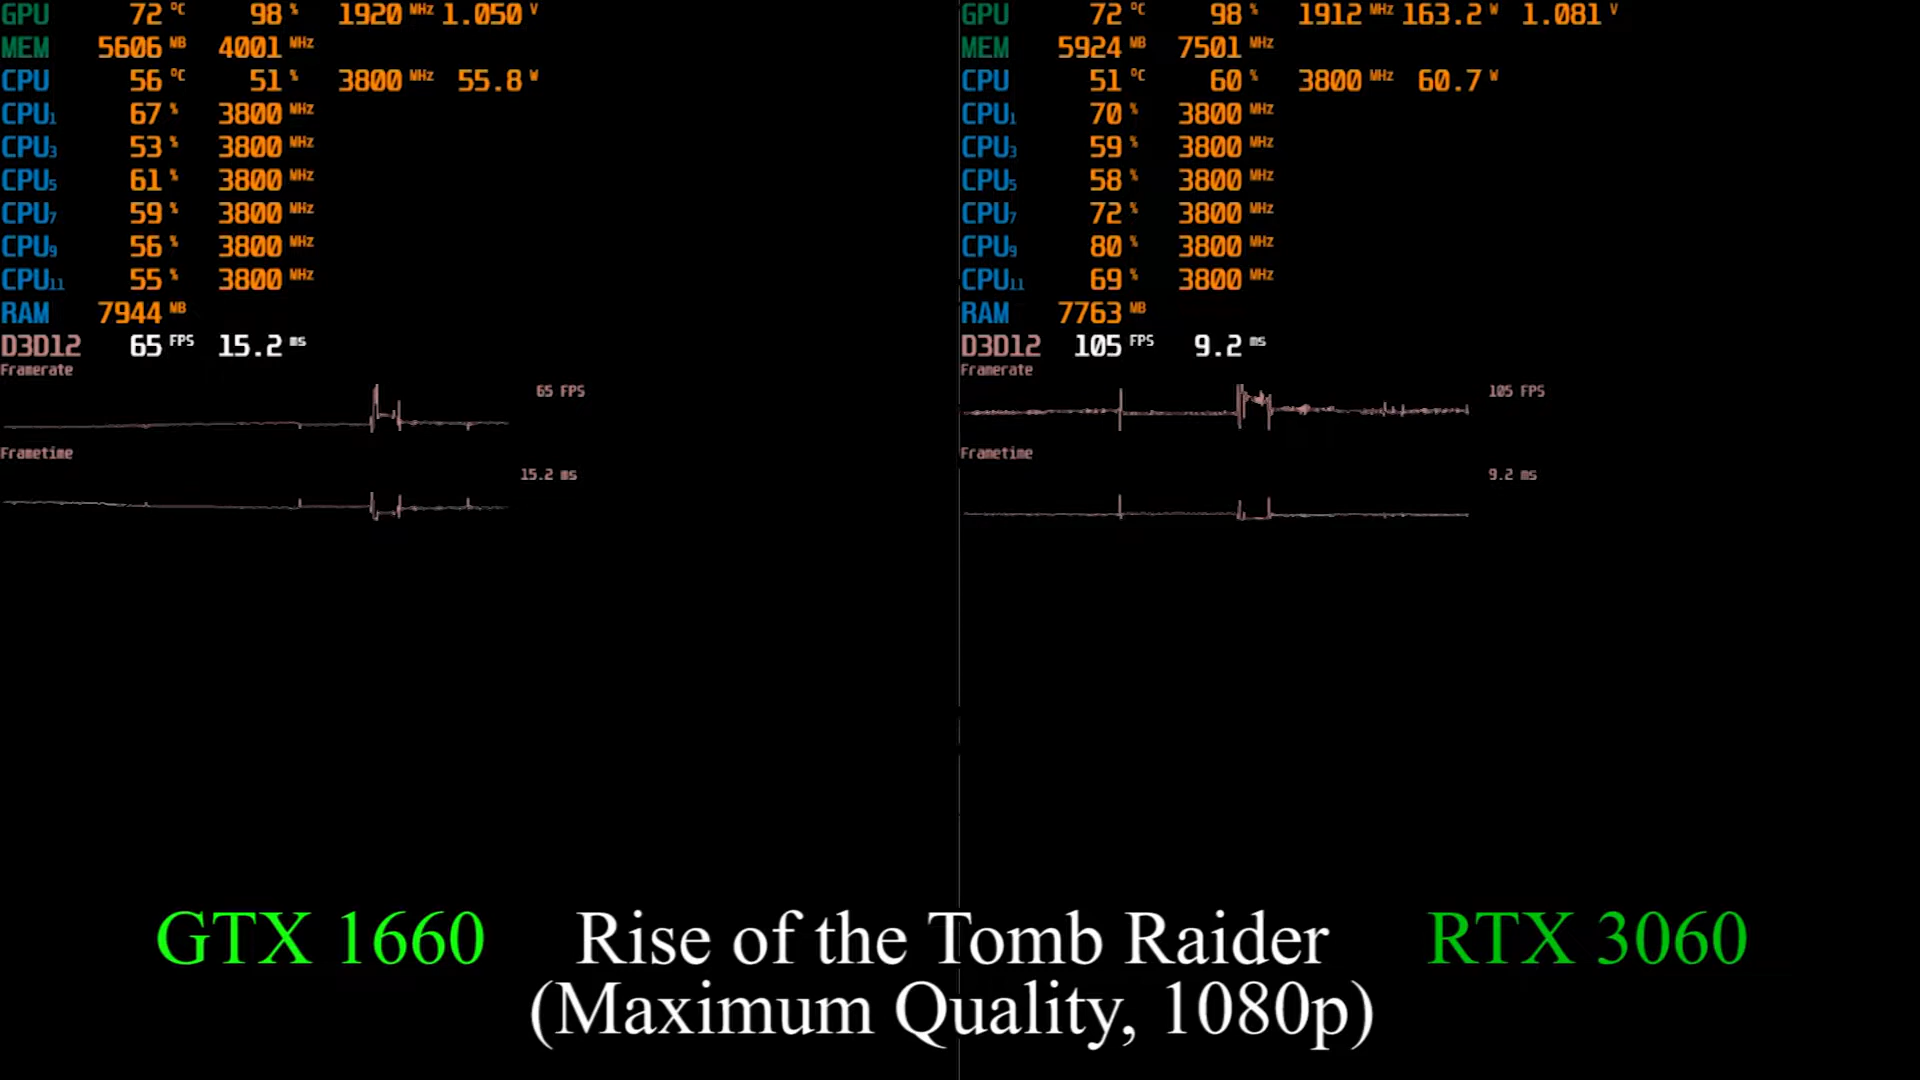 GPU 72 °C 98 % 1920 MHz 1.050 V
MEM 5606 MB 4001 MHz
CPU 56 °C 51 % 3800 MHz 55.8 W
CPU1 67 % 3800 MHz
CPU3 53 % 3800 MHz
CPU5 61 % 3800 MHz
CPU7 59 % 3800 MHz
CPU9 56 % 3800 MHz
CPU11 55 % 3800 MHz
RAM 7944 MB
D3D12 65 FPS 15.2 ms
Framerate
65 FPS
Frametime
15.2 ms
GPU 72 °C 98 % 1912 MHz 163.2 W 1.081 V
MEM 5924 MB 7501 MHz
CPU 51 °C 60 % 3800 MHz 60.7 W
CPU1 70 % 3800 MHz
CPU3 59 % 3800 MHz
CPU5 58 % 3800 MHz
CPU7 72 % 3800 MHz
CPU9 80 % 3800 MHz
CPU11 69 % 3800 MHz
RAM 7763 MB
D3D12 105 FPS 9.2 ms
Framerate
105 FPS
Frametime
9.2 ms
GTX 1660
Rise of the Tomb Raider
(Maximum Quality, 1080p)
RTX 3060